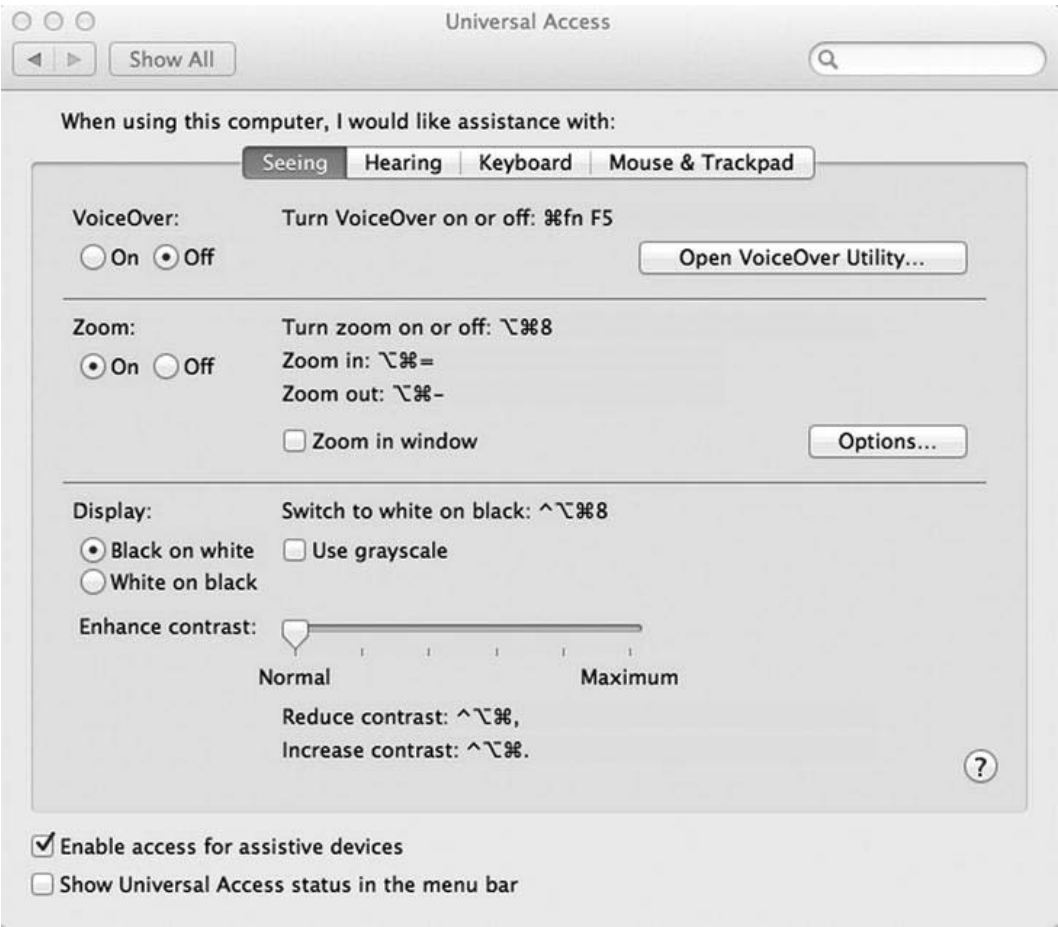 Universal Access
Show All
When using this computer, I would like assistance with:
Seeing Hearing Keyboard Mouse & Trackpad
VoiceOver: Turn VoiceOver on or off: ⌘fn F5
On Off Open VoiceOver Utility...
Zoom: Turn zoom on or off: ⌥⌘8
On Off Zoom in: ⌥⌘=
Zoom out: ⌥⌘-
Zoom in window Options...
Display: Switch to white on black: ^⌥⌘8
Black on white Use grayscale
White on black
Enhance contrast:
Normal Maximum
Reduce contrast: ^⌥⌘,
Increase contrast: ^⌥⌘.
?
Enable access for assistive devices
Show Universal Access status in the menu bar